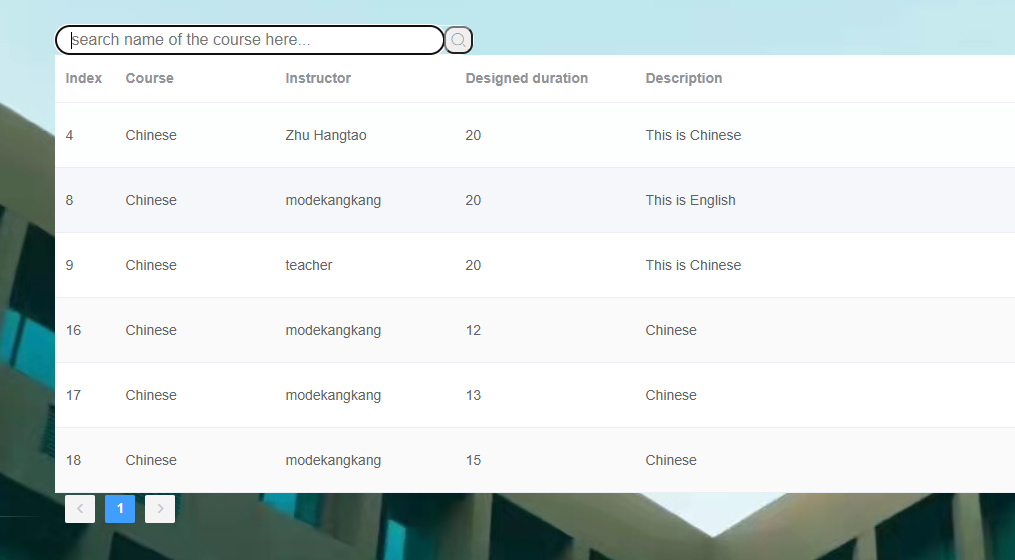 search name of the course here...
Index Course Instructor Designed duration Description
4 Chinese Zhu Hangtao 20 This is Chinese
8 Chinese modekangkang 20 This is English
9 Chinese teacher 20 This is Chinese
16 Chinese modekangkang 12 Chinese
17 Chinese modekangkang 13 Chinese
18 Chinese modekangkang 15 Chinese
1